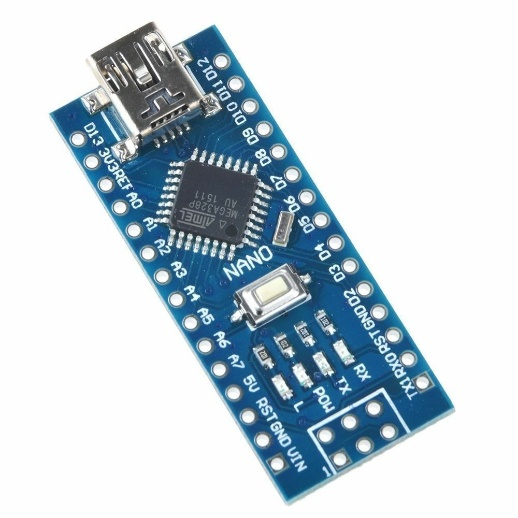 D12
D11
D10
D9
D8
D7
D6
D5
D4
D3
D2
GND
RST
RX0
TX1
D13
3V3
REF
A0
A1
A2
A3
A4
A5
A6
A7
5V
RST
GND
VIN
ATMEL
MEGA328P
AU 1511
NANO
L
POW
TX
RX
1